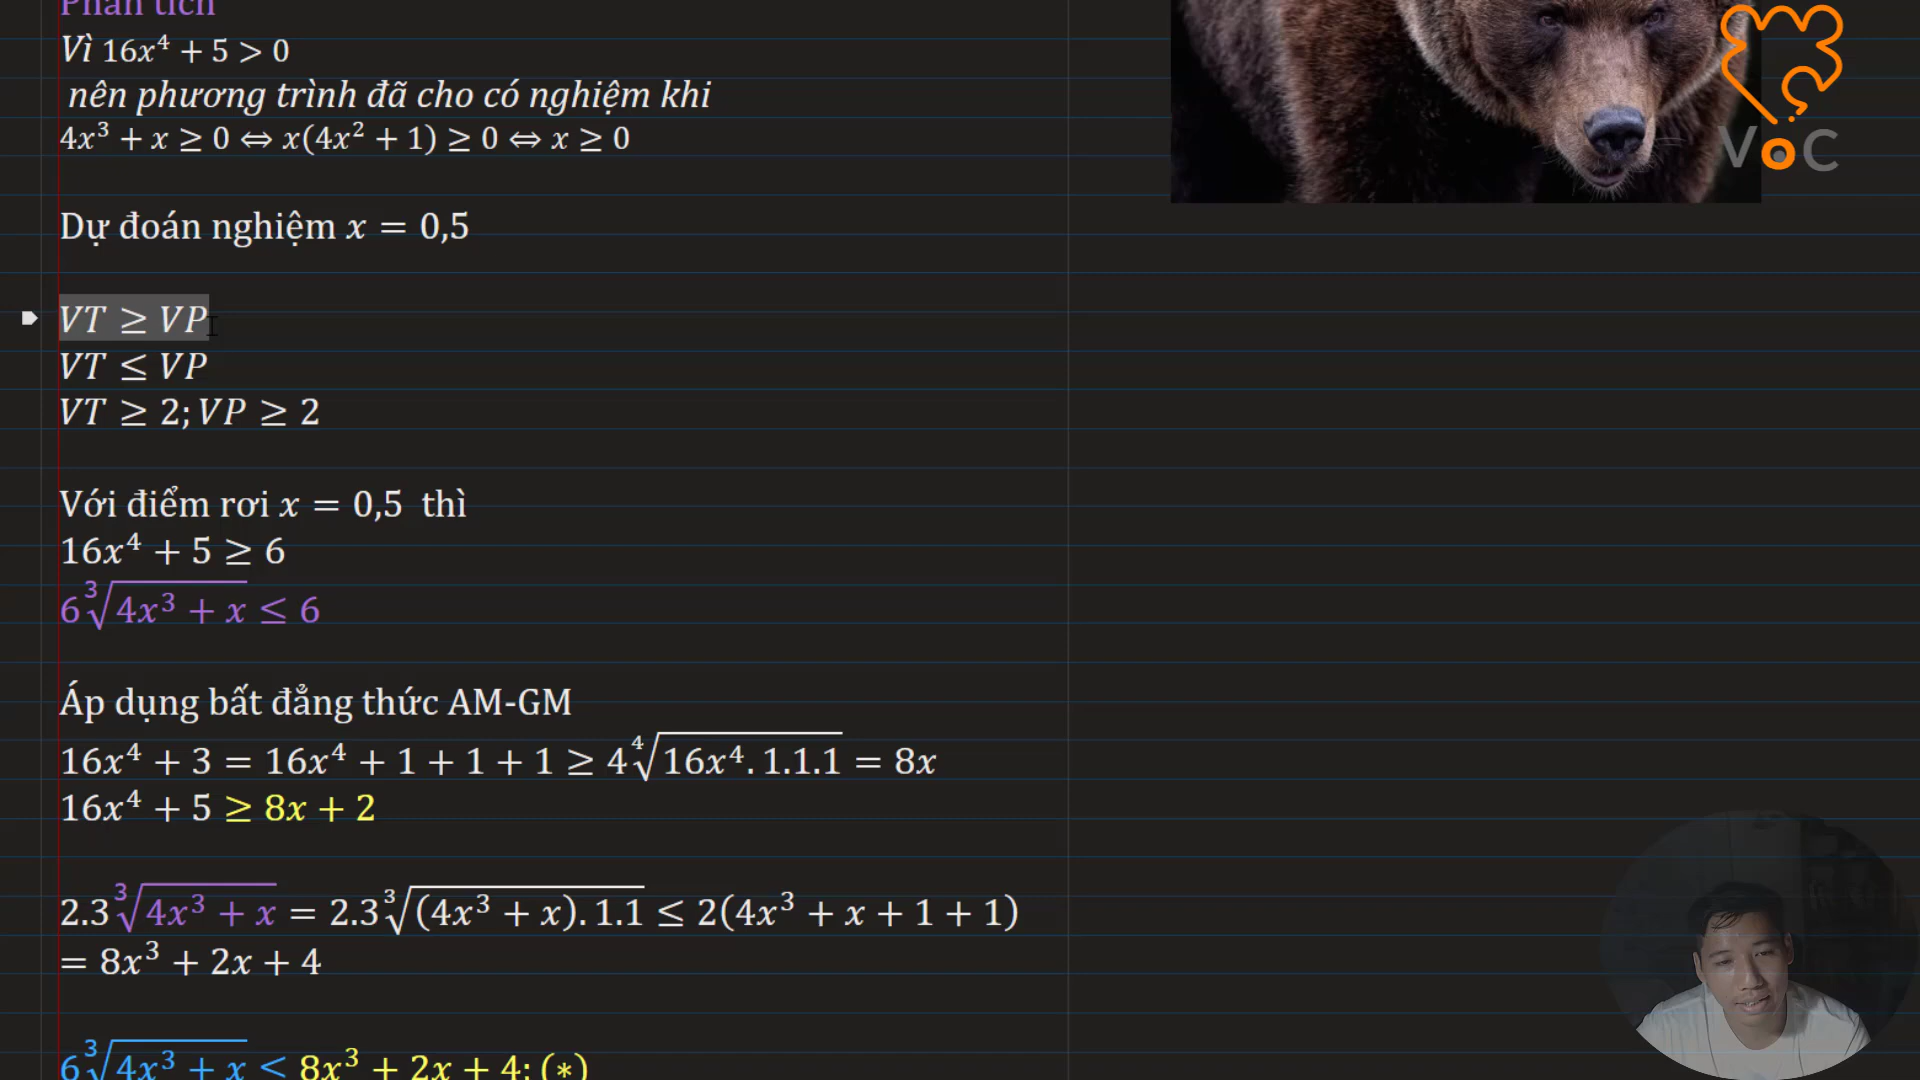 Phân tích
Vì 16x⁴ + 5 > 0
nên phương trình đã cho có nghiệm khi
4x³ + x ≥ 0 ⇔ x(4x² + 1) ≥ 0 ⇔ x ≥ 0
VOC
Dự đoán nghiệm x = 0,5
VT ≥ VP
VT ≤ VP
VT ≥ 2; VP ≥ 2
Với điểm rơi x = 0,5 thì
16x⁴ + 5 ≥ 6
6∛(4x³ + x) ≤ 6
Áp dụng bất đẳng thức AM-GM
16x⁴ + 3 = 16x⁴ + 1 + 1 + 1 ≥ 4∜(16x⁴.1.1.1) = 8x
16x⁴ + 5 ≥ 8x + 2
2.3∛(4x³ + x) = 2.3∛((4x³ + x).1.1) ≤ 2(4x³ + x + 1 + 1)
= 8x³ + 2x + 4
6∛(4x³ + x) ≤ 8x³ + 2x + 4; (∗)